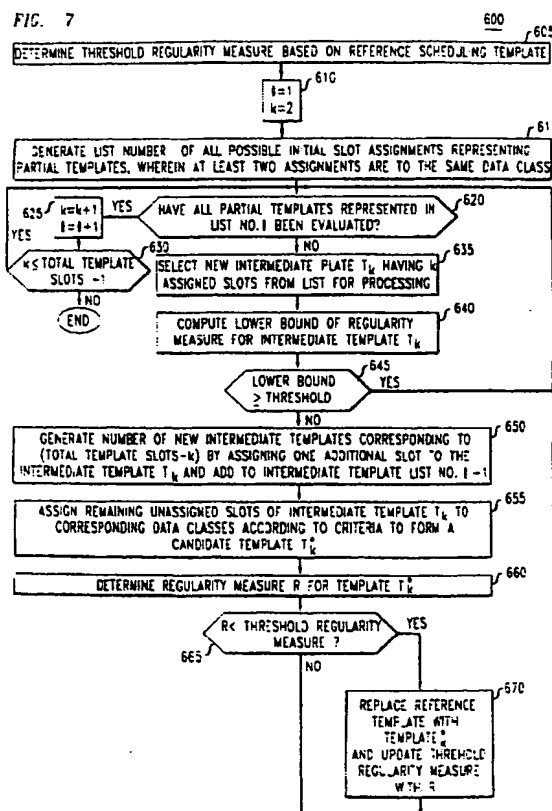 FIG. 7
600
605
DETERMINE THRESHOLD REGULARITY MEASURE BASED ON REFERENCE SCHEDULING TEMPLATE
610
ℓ=1
k=2
61
GENERATE LIST NUMBER OF ALL POSSIBLE INITIAL SLOT ASSIGNMENTS REPRESENTING
PARTIAL TEMPLATES, WHEREIN AT LEAST TWO ASSIGNMENTS ARE TO THE SAME DATA CLASS
625
k=k+1
ℓ=ℓ+1
YES
620
HAVE ALL PARTIAL TEMPLATES REPRESENTED IN
LIST NO. ℓ BEEN EVALUATED?
YES
630
k≤TOTAL TEMPLATE
SLOTS -1
NO
END
NO
635
SELECT NEW INTERMEDIATE PLATE Tk HAVING k
ASSIGNED SLOTS FROM LIST FOR PROCESSING
640
COMPUTE LOWER BOUND OF REGULARITY
MEASURE FOR INTERMEDIATE TEMPLATE Tk
645
LOWER BOUND
≥ THRESHOLD
YES
NO
650
GENERATE NUMBER OF NEW INTERMEDIATE TEMPLATES CORRESPONDING TO
(TOTAL TEMPLATE SLOTS-k) BY ASSIGNING ONE ADDITIONAL SLOT TO THE
INTERMEDIATE TEMPLATE Tk AND ADD TO INTERMEDIATE TEMPLATE LIST NO. ℓ-1
655
ASSIGN REMAINING UNASSIGNED SLOTS OF INTERMEDIATE TEMPLATE Tk TO
CORRESPONDING DATA CLASSES ACCORDING TO CRITERIA TO FORM A
CANDIDATE TEMPLATE T*k
660
DETERMINE REGULARITY MEASURE R FOR TEMPLATE T*k
R< THRESHOLD REGULARITY
MEASURE ?
YES
665
NO
670
REPLACE REFERENCE
TEMPLATE WITH
TEMPLATE*k
AND UPDATE THREHOLD
REGULARITY MEASURE
WITH R